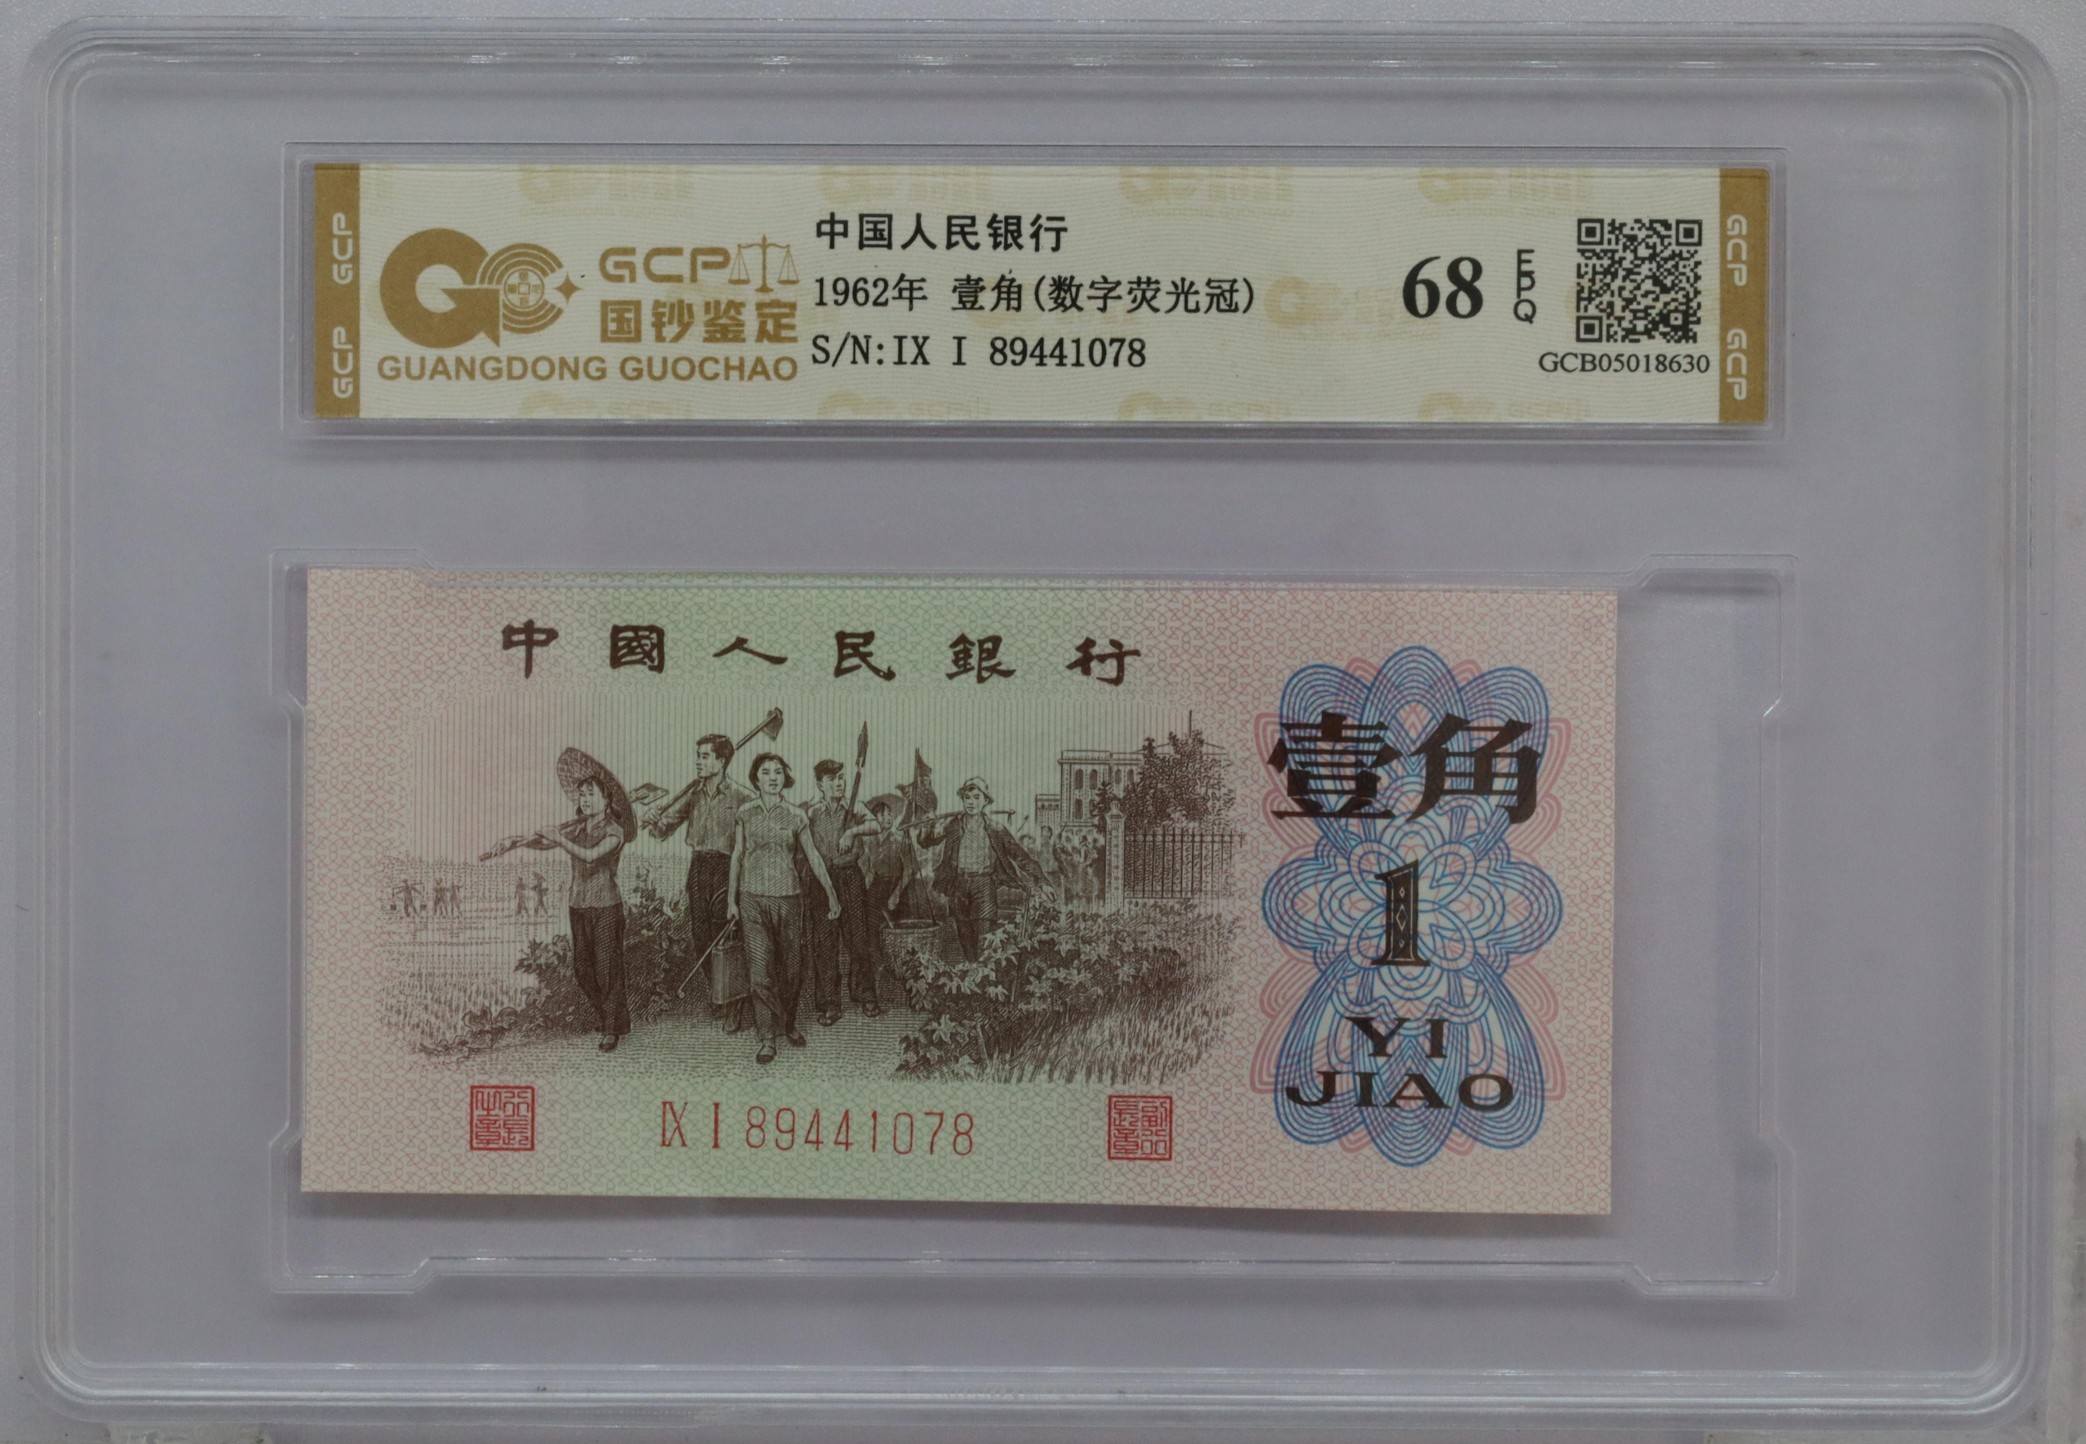 GCP GCP
GCP
国钞鉴定
GUANGDONG GUOCHAO
中国人民银行
1962年 壹角(数字荧光冠)
S/N:IX I 89441078
68
EPQ
GCB05018630
GCP GCP
中國人民銀行
壹角
1
YI
JIAO
IX I 89441078